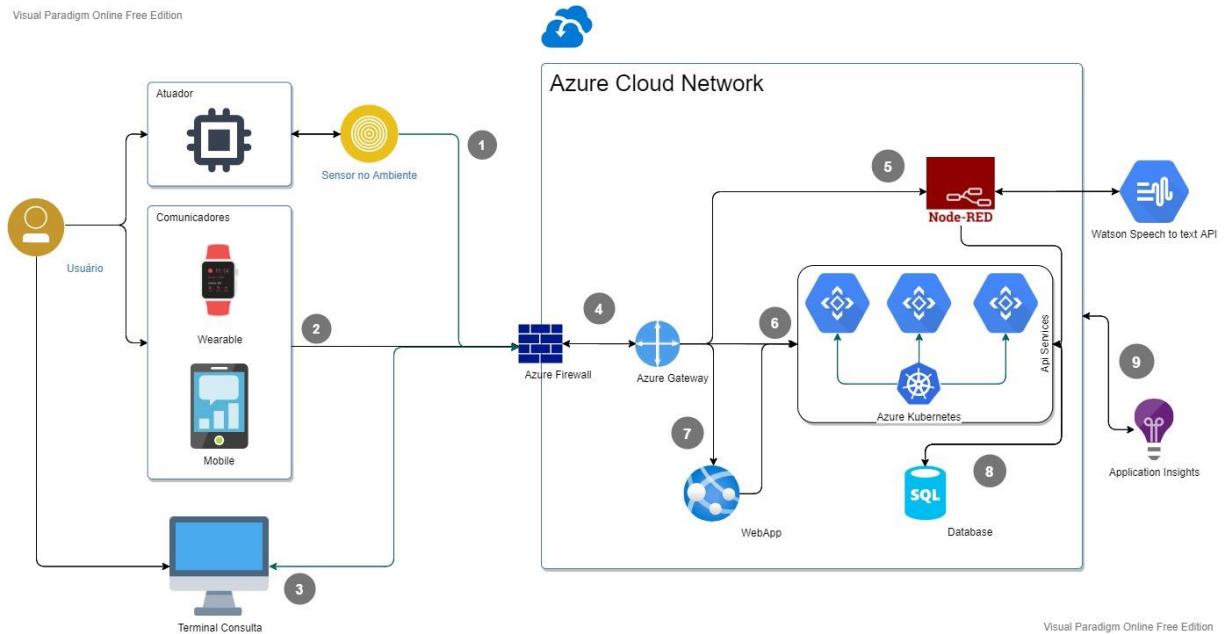 Visual Paradigm Online Free Edition
Azure Cloud Network
Atuador
Sensor no Ambiente
1
Comunicadores
Usuário
Wearable
2
Mobile
3
Terminal Consulta
Azure Firewall
4
Azure Gateway
5
Node-RED
Watson Speech to text API
6
Api Services
Azure Kubernetes
7
WebApp
SQL
8
Database
9
Application Insights
Visual Paradigm Online Free Edition